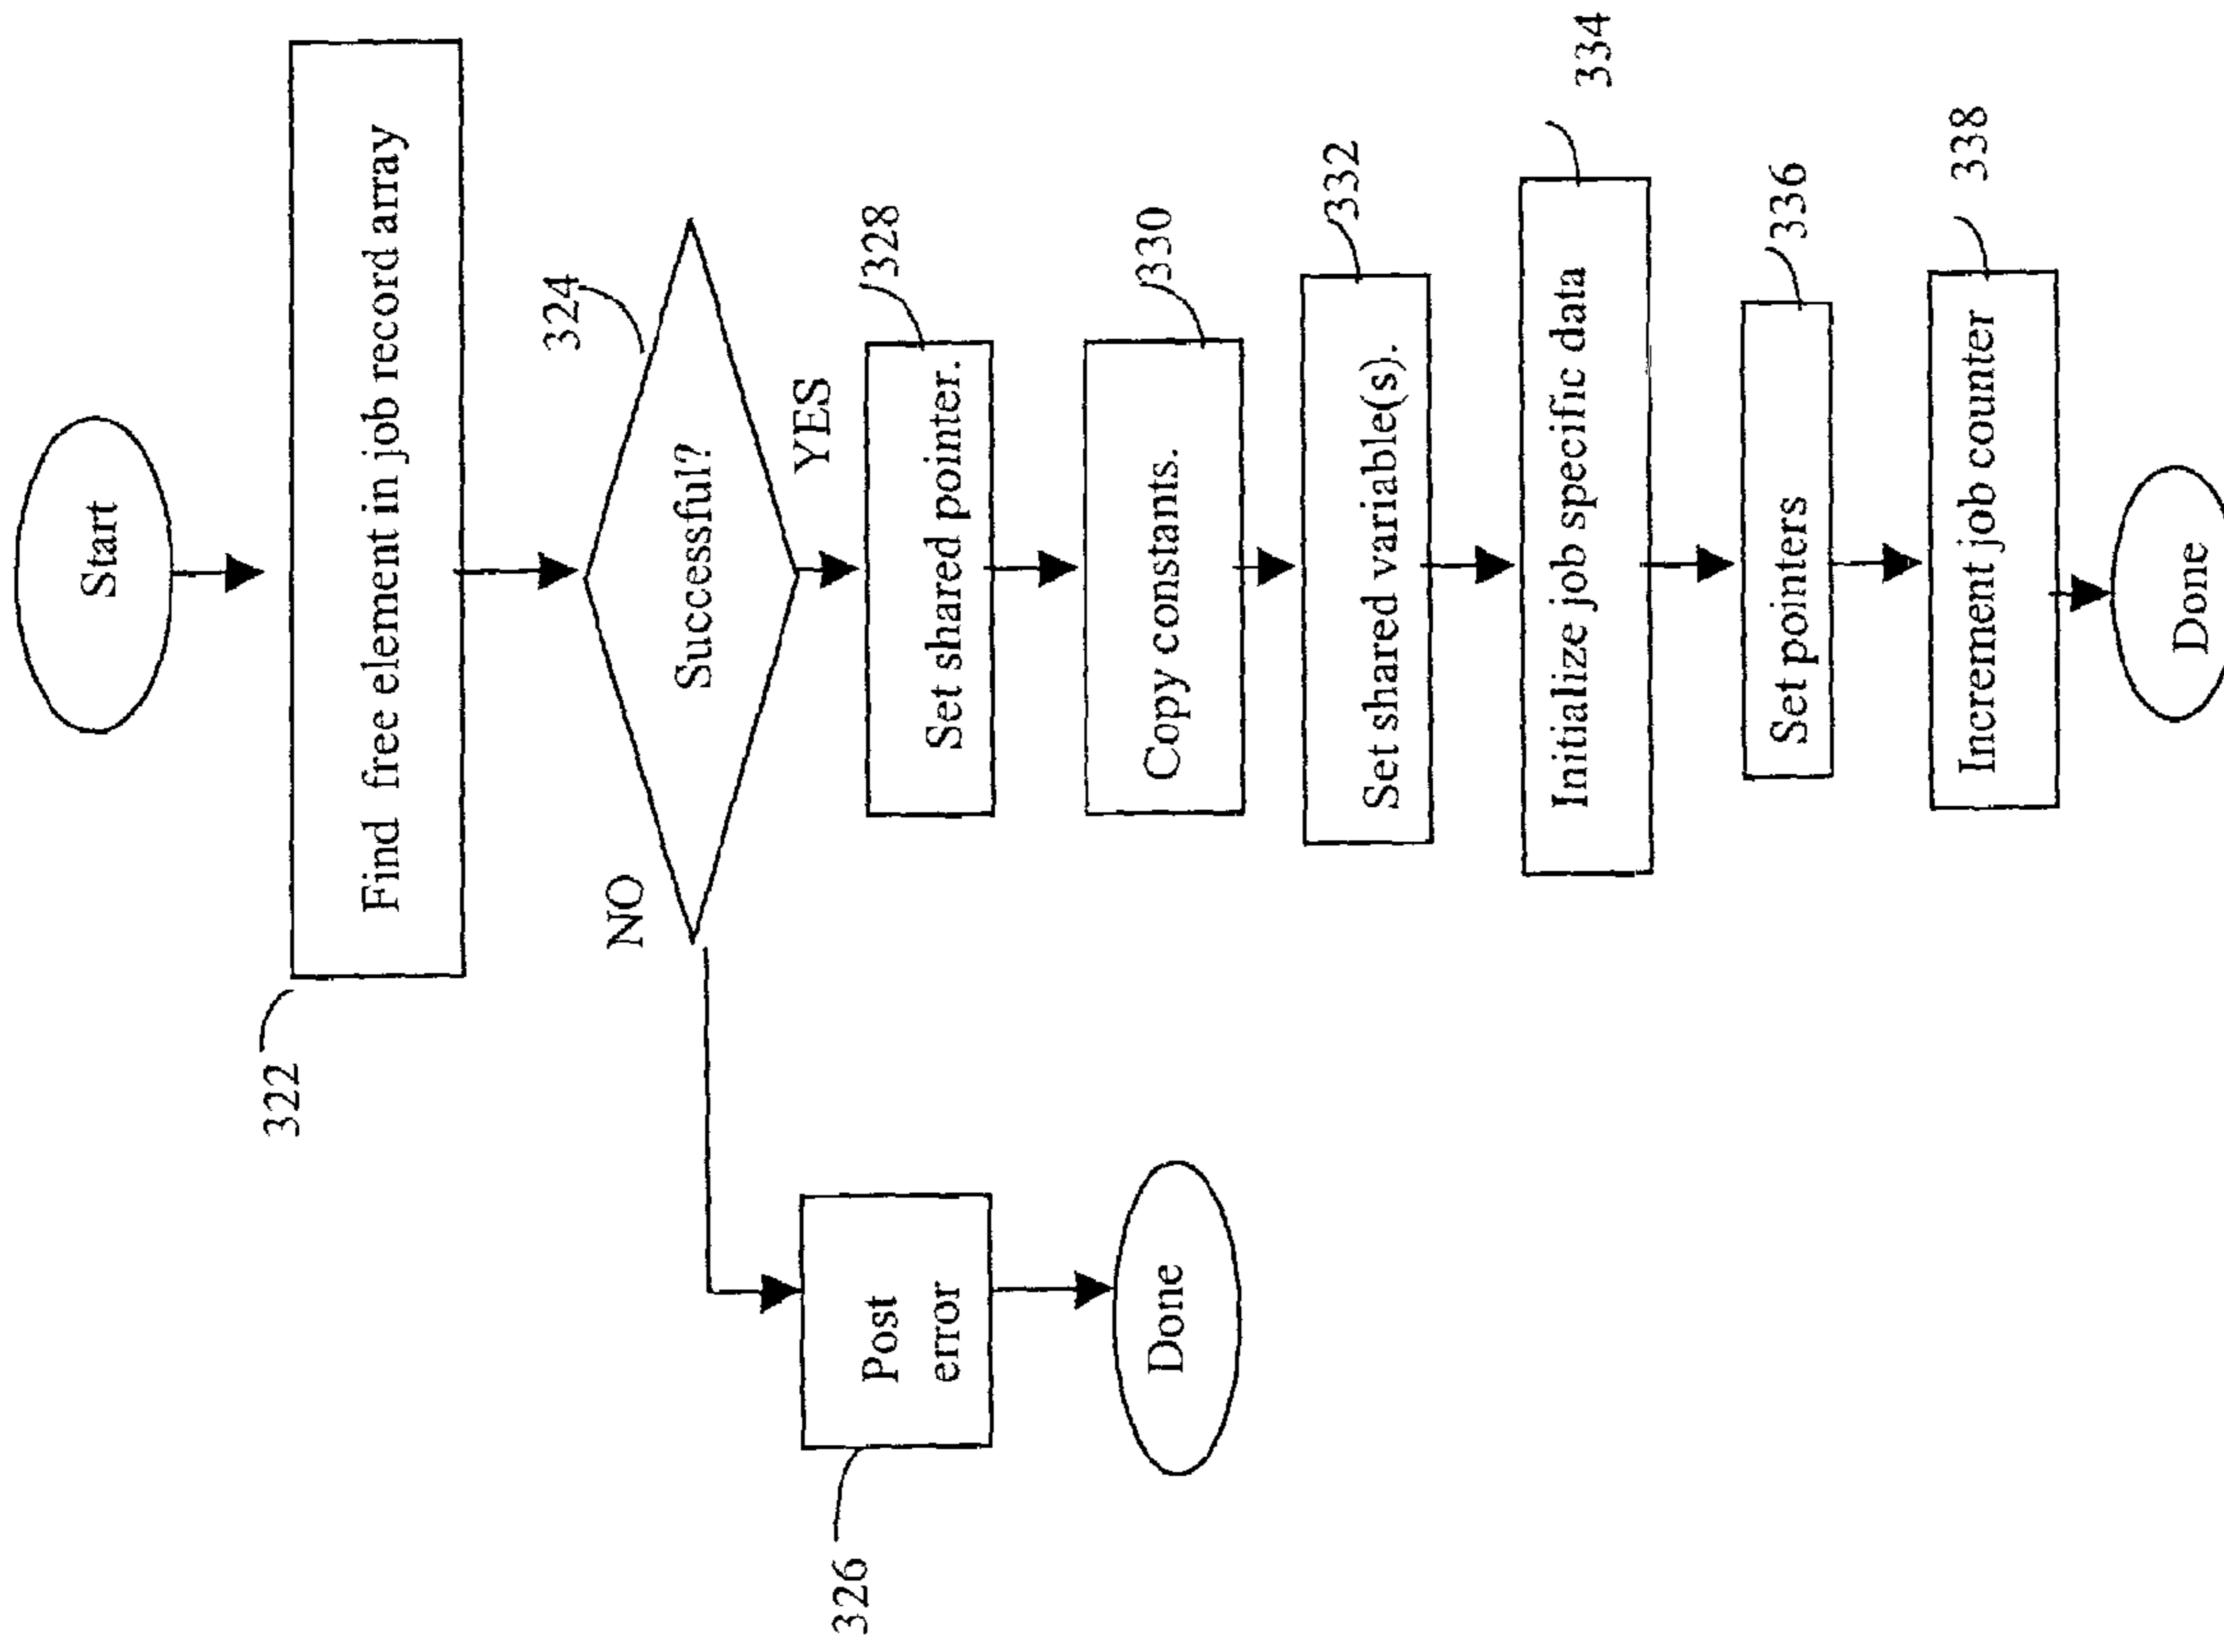 Start
322
Find free element in job record array
324
Successful?
NO
YES
326
Post
error
Done
328
Set shared pointer.
330
Copy constants.
332
Set shared variable(s).
334
Initialize job specific data
336
Set pointers
338
Increment job counter
Done